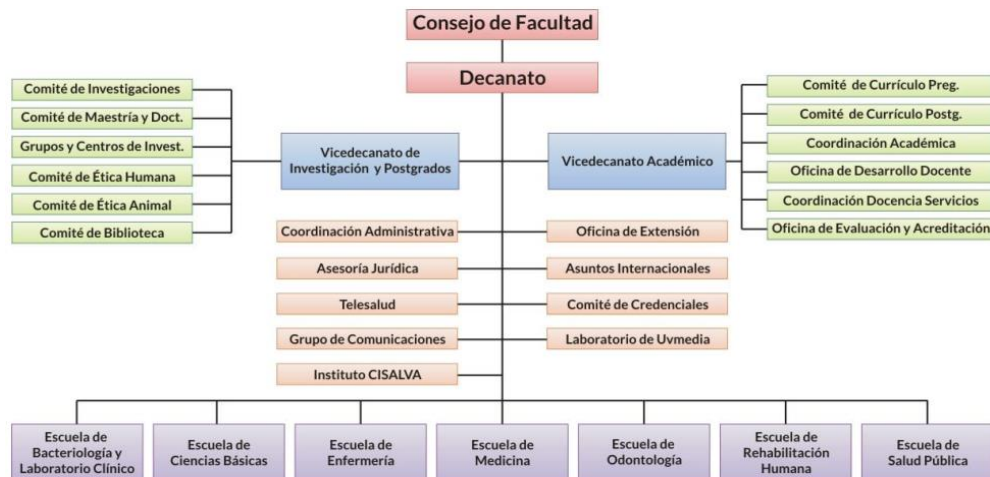 Consejo de Facultad
Decanato
Comité de Investigaciones
Comité de Maestría y Doct.
Grupos y Centros de Invest.
Comité de Ética Humana
Comité de Ética Animal
Comité de Biblioteca
Vicedecanato de
Investigación y Postgrados
Vicedecanato Académico
Comité de Currículo Preg.
Comité de Currículo Postg.
Coordinación Académica
Oficina de Desarrollo Docente
Coordinación Docencia Servicios
Oficina de Evaluación y Acreditación
Coordinación Administrativa
Oficina de Extensión
Asesoría Jurídica
Asuntos Internacionales
Telesalud
Comité de Credenciales
Grupo de Comunicaciones
Laboratorio de Uvmedia
Instituto CISALVA
Escuela de
Bacteriología y
Laboratorio Clínico
Escuela de
Ciencias Básicas
Escuela de
Enfermería
Escuela de
Medicina
Escuela de
Odontología
Escuela de
Rehabilitación
Humana
Escuela de
Salud Pública